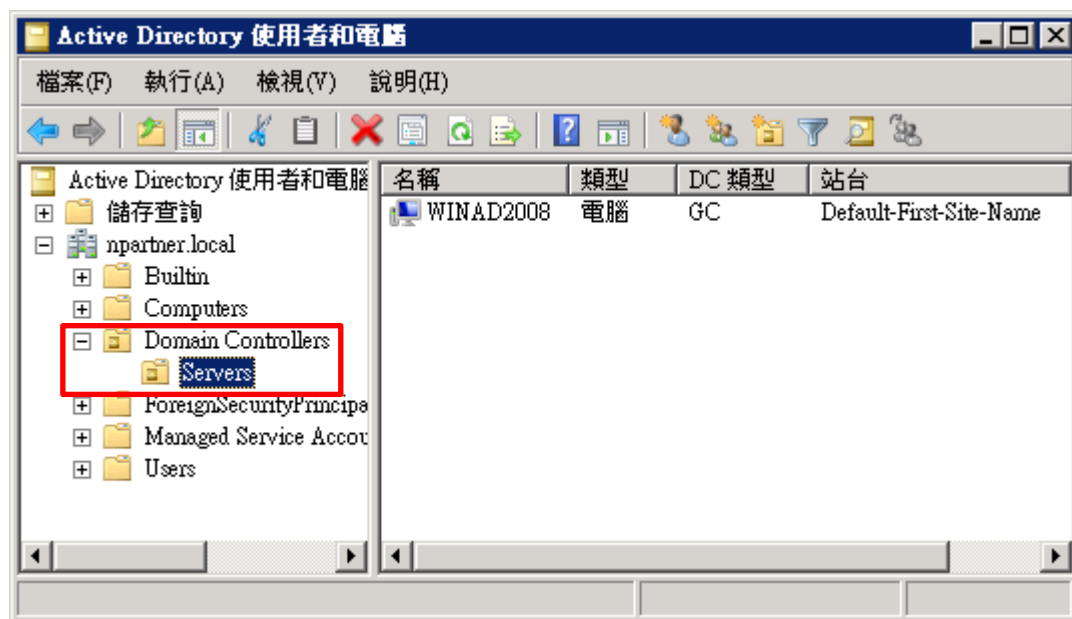 Active Directory 使用者和電腦
檔案(F) 執行(A) 檢視(V) 說明(H)
Active Directory 使用者和電腦
儲存查詢
npartner.local
Builtin
Computers
Domain Controllers
Servers
ForeignSecurityPrincipa
Managed Service Accou
Users
名稱 類型 DC 類型 站台
WINAD2008 電腦 GC Default-First-Site-Name